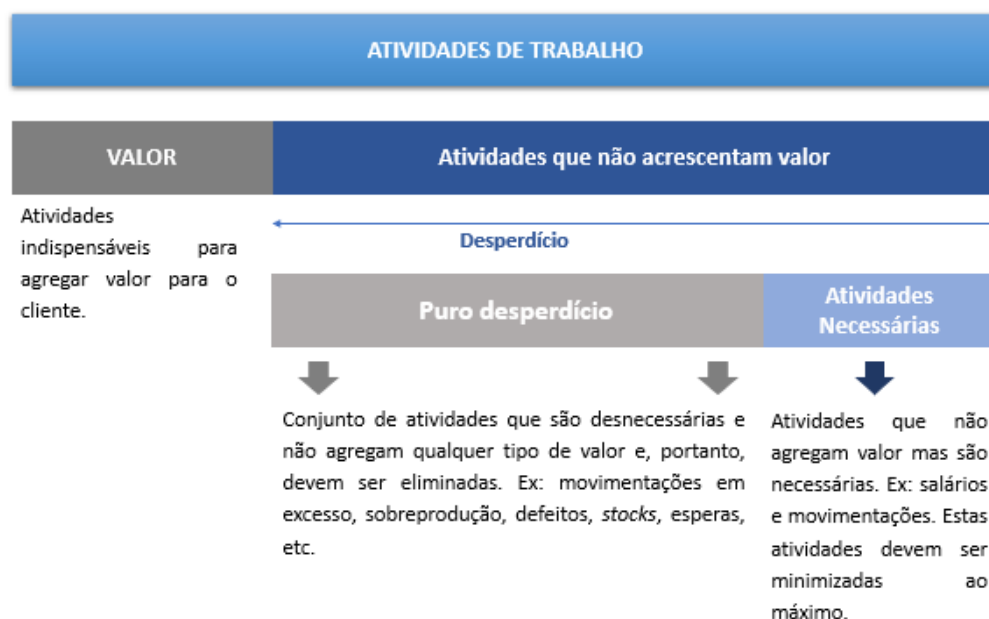 ATIVIDADES DE TRABALHO
VALOR
Atividades que não acrescentam valor
Atividades
indispensáveis para
agregar valor para o
cliente.
Desperdício
Puro desperdício
Atividades
Necessárias
Conjunto de atividades que são desnecessárias e
não agregam qualquer tipo de valor e, portanto,
devem ser eliminadas. Ex: movimentações em
excesso, sobreprodução, defeitos, stocks, esperas,
etc.
Atividades que não
agregam valor mas são
necessárias. Ex: salários
e movimentações. Estas
atividades devem ser
minimizadas ao
máximo.